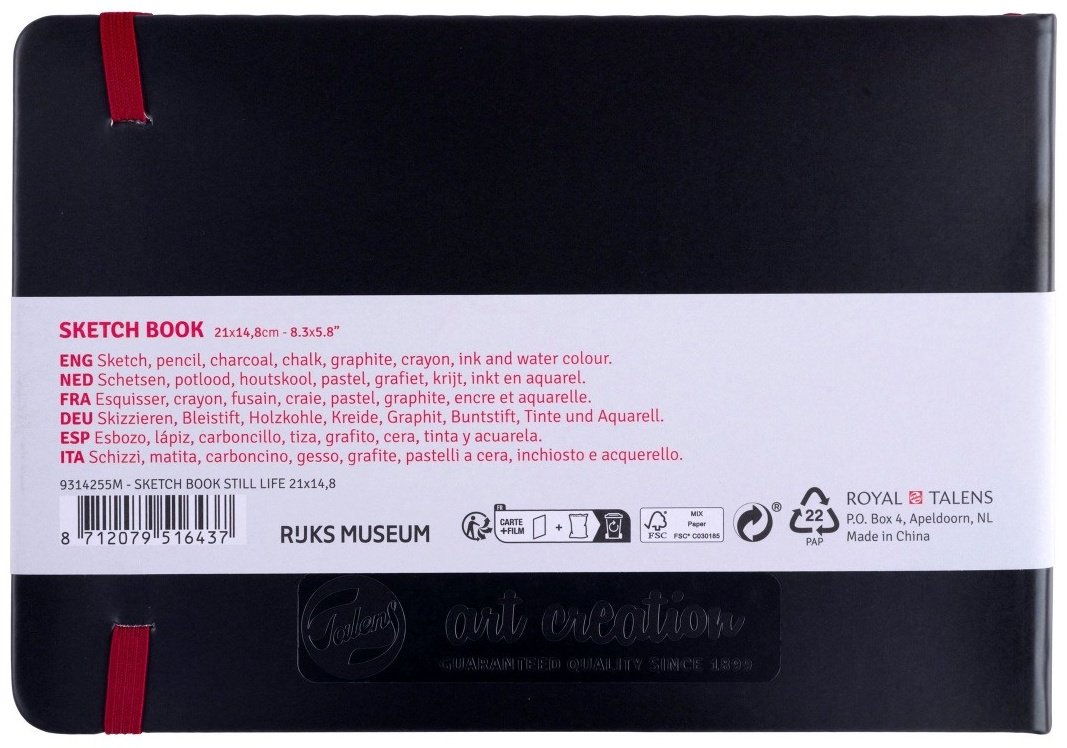 SKETCH BOOK 21x14,8cm - 8.3x5.8"
ENG Sketch, pencil, charcoal, chalk, graphite, crayon, ink and water colour.
NED Schetsen, potlood, houtskool, pastel, grafiet, krijt, inkt en aquarel.
FRA Esquisser, crayon, fusain, craie, pastel, graphite, encre et aquarelle.
DEU Skizzieren, Bleistift, Holzkohle, Kreide, Graphit, Buntstift, Tinte und Aquarell.
ESP Esbozo, lápiz, carboncillo, tiza, grafito, cera, tinta y acuarela.
ITA Schizzi, matita, carboncino, gesso, grafite, pastelli a cera, inchiosto e acquerello.
9314255M - SKETCH BOOK STILL LIFE 21x14,8
8 712079 516437
RIJKS MUSEUM
FR
CARTE
+FILM
+
FSC
MIX
Paper
FSC® C030185
®
22
PAP
ROYAL TALENS
P.O. Box 4, Apeldoorn, NL
Made in China
Talens
art creation
GUARANTEED QUALITY SINCE 1899